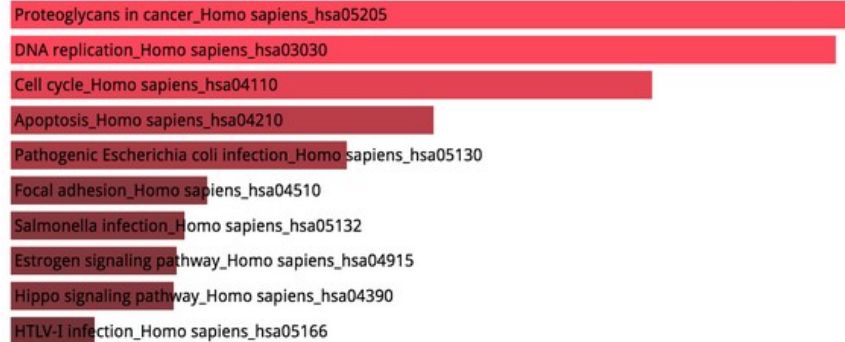 Proteoglycans in cancer_Homo sapiens_hsa05205
DNA replication_Homo sapiens_hsa03030
Cell cycle_Homo sapiens_hsa04110
Apoptosis_Homo sapiens_hsa04210
Pathogenic Escherichia coli infection_Homo sapiens_hsa05130
Focal adhesion_Homo sapiens_hsa04510
Salmonella infection_Homo sapiens_hsa05132
Estrogen signaling pathway_Homo sapiens_hsa04915
Hippo signaling pathway_Homo sapiens_hsa04390
HTLV-I infection_Homo sapiens_hsa05166